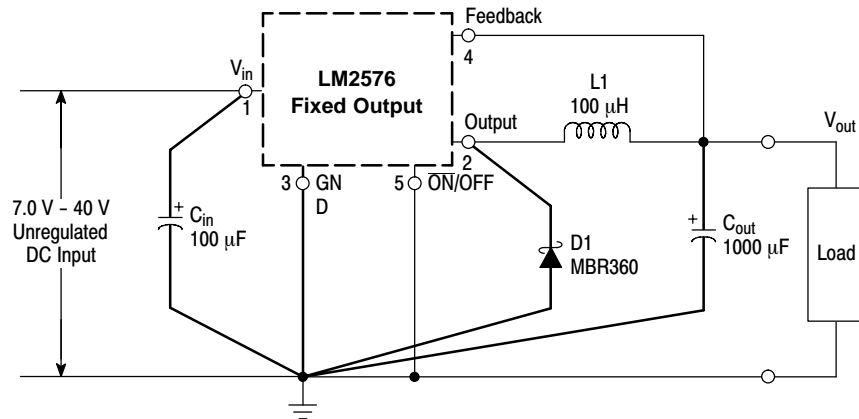 Feedback
4
LM2576
Fixed Output
V_in
1
L1
100 μH
Output
2
V_out
3 GN
D
5 O̅N̅/OFF
7.0 V – 40 V
Unregulated
DC Input
+
C_in
100 μF
D1
MBR360
+
C_out
1000 μF
Load